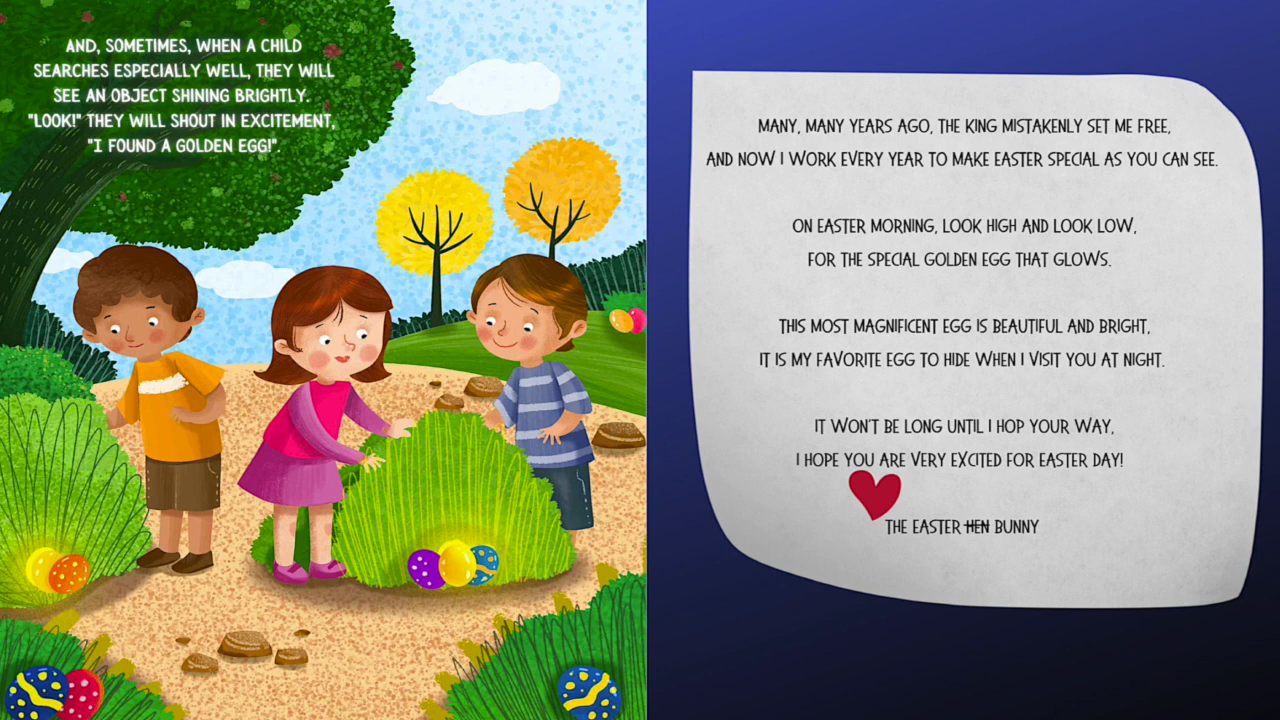 AND, SOMETIMES, WHEN A CHILD
SEARCHES ESPECIALLY WELL, THEY WILL
SEE AN OBJECT SHINING BRIGHTLY.
"LOOK!" THEY WILL SHOUT IN EXCITEMENT,
"I FOUND A GOLDEN EGG!".
MANY, MANY YEARS AGO, THE KING MISTAKENLY SET ME FREE,
AND NOW I WORK EVERY YEAR TO MAKE EASTER SPECIAL AS YOU CAN SEE.
ON EASTER MORNING, LOOK HIGH AND LOOK LOW,
FOR THE SPECIAL GOLDEN EGG THAT GLOWS.
THIS MOST MAGNIFICENT EGG IS BEAUTIFUL AND BRIGHT,
IT IS MY FAVORITE EGG TO HIDE WHEN I VISIT YOU AT NIGHT.
IT WON'T BE LONG UNTIL I HOP YOUR WAY,
I HOPE YOU ARE VERY EXCITED FOR EASTER DAY!
THE EASTER HEN BUNNY